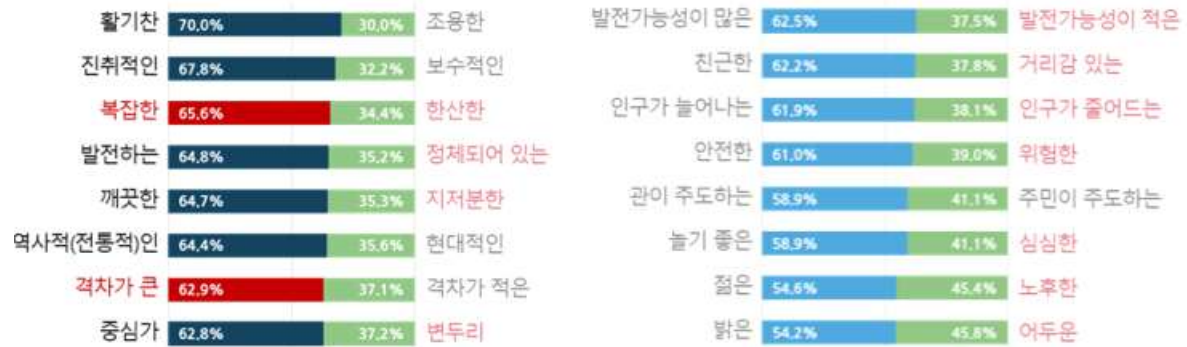 활기찬 70.0% 30.0% 조용한
진취적인 67.8% 32.2% 보수적인
복잡한 65.6% 34.4% 한산한
발전하는 64.8% 35.2% 정체되어 있는
깨끗한 64.7% 35.3% 지저분한
역사적(전통적)인 64.4% 35.6% 현대적인
격차가 큰 62.9% 37.1% 격차가 적은
중심가 62.8% 37.2% 변두리
발전가능성이 많은 62.5% 37.5% 발전가능성이 적은
친근한 62.2% 37.8% 거리감 있는
인구가 늘어나는 61.9% 38.1% 인구가 줄어드는
안전한 61.0% 39.0% 위험한
관이 주도하는 58.9% 41.1% 주민이 주도하는
놀기 좋은 58.9% 41.1% 심심한
젊은 54.6% 45.4% 노후한
밝은 54.2% 45.8% 어두운